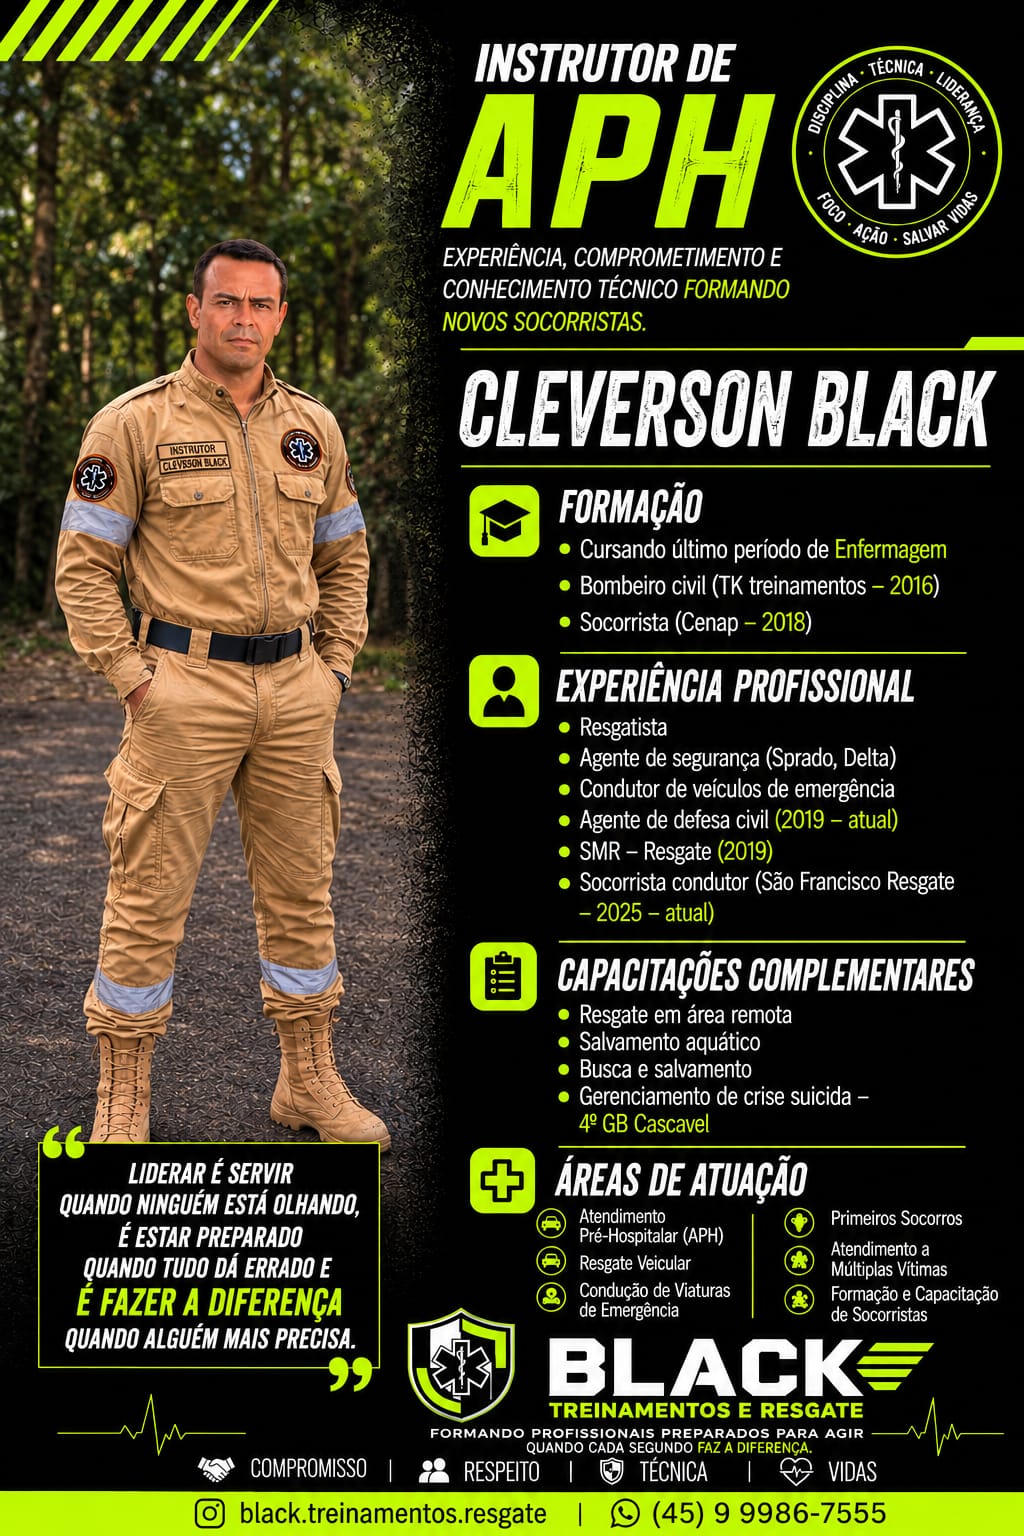 INSTRUTOR DE
APH
DISCIPLINA · TÉCNICA · LIDERANÇA
FOCO · AÇÃO · SALVAR VIDAS
EXPERIÊNCIA, COMPROMETIMENTO E
CONHECIMENTO TÉCNICO FORMANDO
NOVOS SOCORRISTAS.
CLEVERSON BLACK
INSTRUTOR
CLEVRSON BLACK
FORMAÇÃO
• Cursando último período de Enfermagem
• Bombeiro civil (TK treinamentos – 2016)
• Socorrista (Cenap – 2018)
EXPERIÊNCIA PROFISSIONAL
• Resgatista
• Agente de segurança (Sprado, Delta)
• Condutor de veículos de emergência
• Agente de defesa civil (2019 – atual)
• SMR – Resgate (2019)
• Socorrista condutor (São Francisco Resgate
– 2025 – atual)
CAPACITAÇÕES COMPLEMENTARES
• Resgate em área remota
• Salvamento aquático
• Busca e salvamento
• Gerenciamento de crise suicida –
4º GB Cascavel
ÁREAS DE ATUAÇÃO
Atendimento
Pré-Hospitalar (APH)
Resgate Veicular
Condução de Viaturas
de Emergência
Primeiros Socorros
Atendimento a
Múltiplas Vítimas
Formação e Capacitação
de Socorristas
“
LIDERAR É SERVIR
QUANDO NINGUÉM ESTÁ OLHANDO,
É ESTAR PREPARADO
QUANDO TUDO DÁ ERRADO E
É FAZER A DIFERENÇA
QUANDO ALGUÉM MAIS PRECISA.
”
BLACK
TREINAMENTOS E RESGATE
FORMANDO PROFISSIONAIS PREPARADOS PARA AGIR
QUANDO CADA SEGUNDO FAZ A DIFERENÇA.
COMPROMISSO | RESPEITO | TÉCNICA | VIDAS
black.treinamentos.resgate | (45) 9 9986-7555